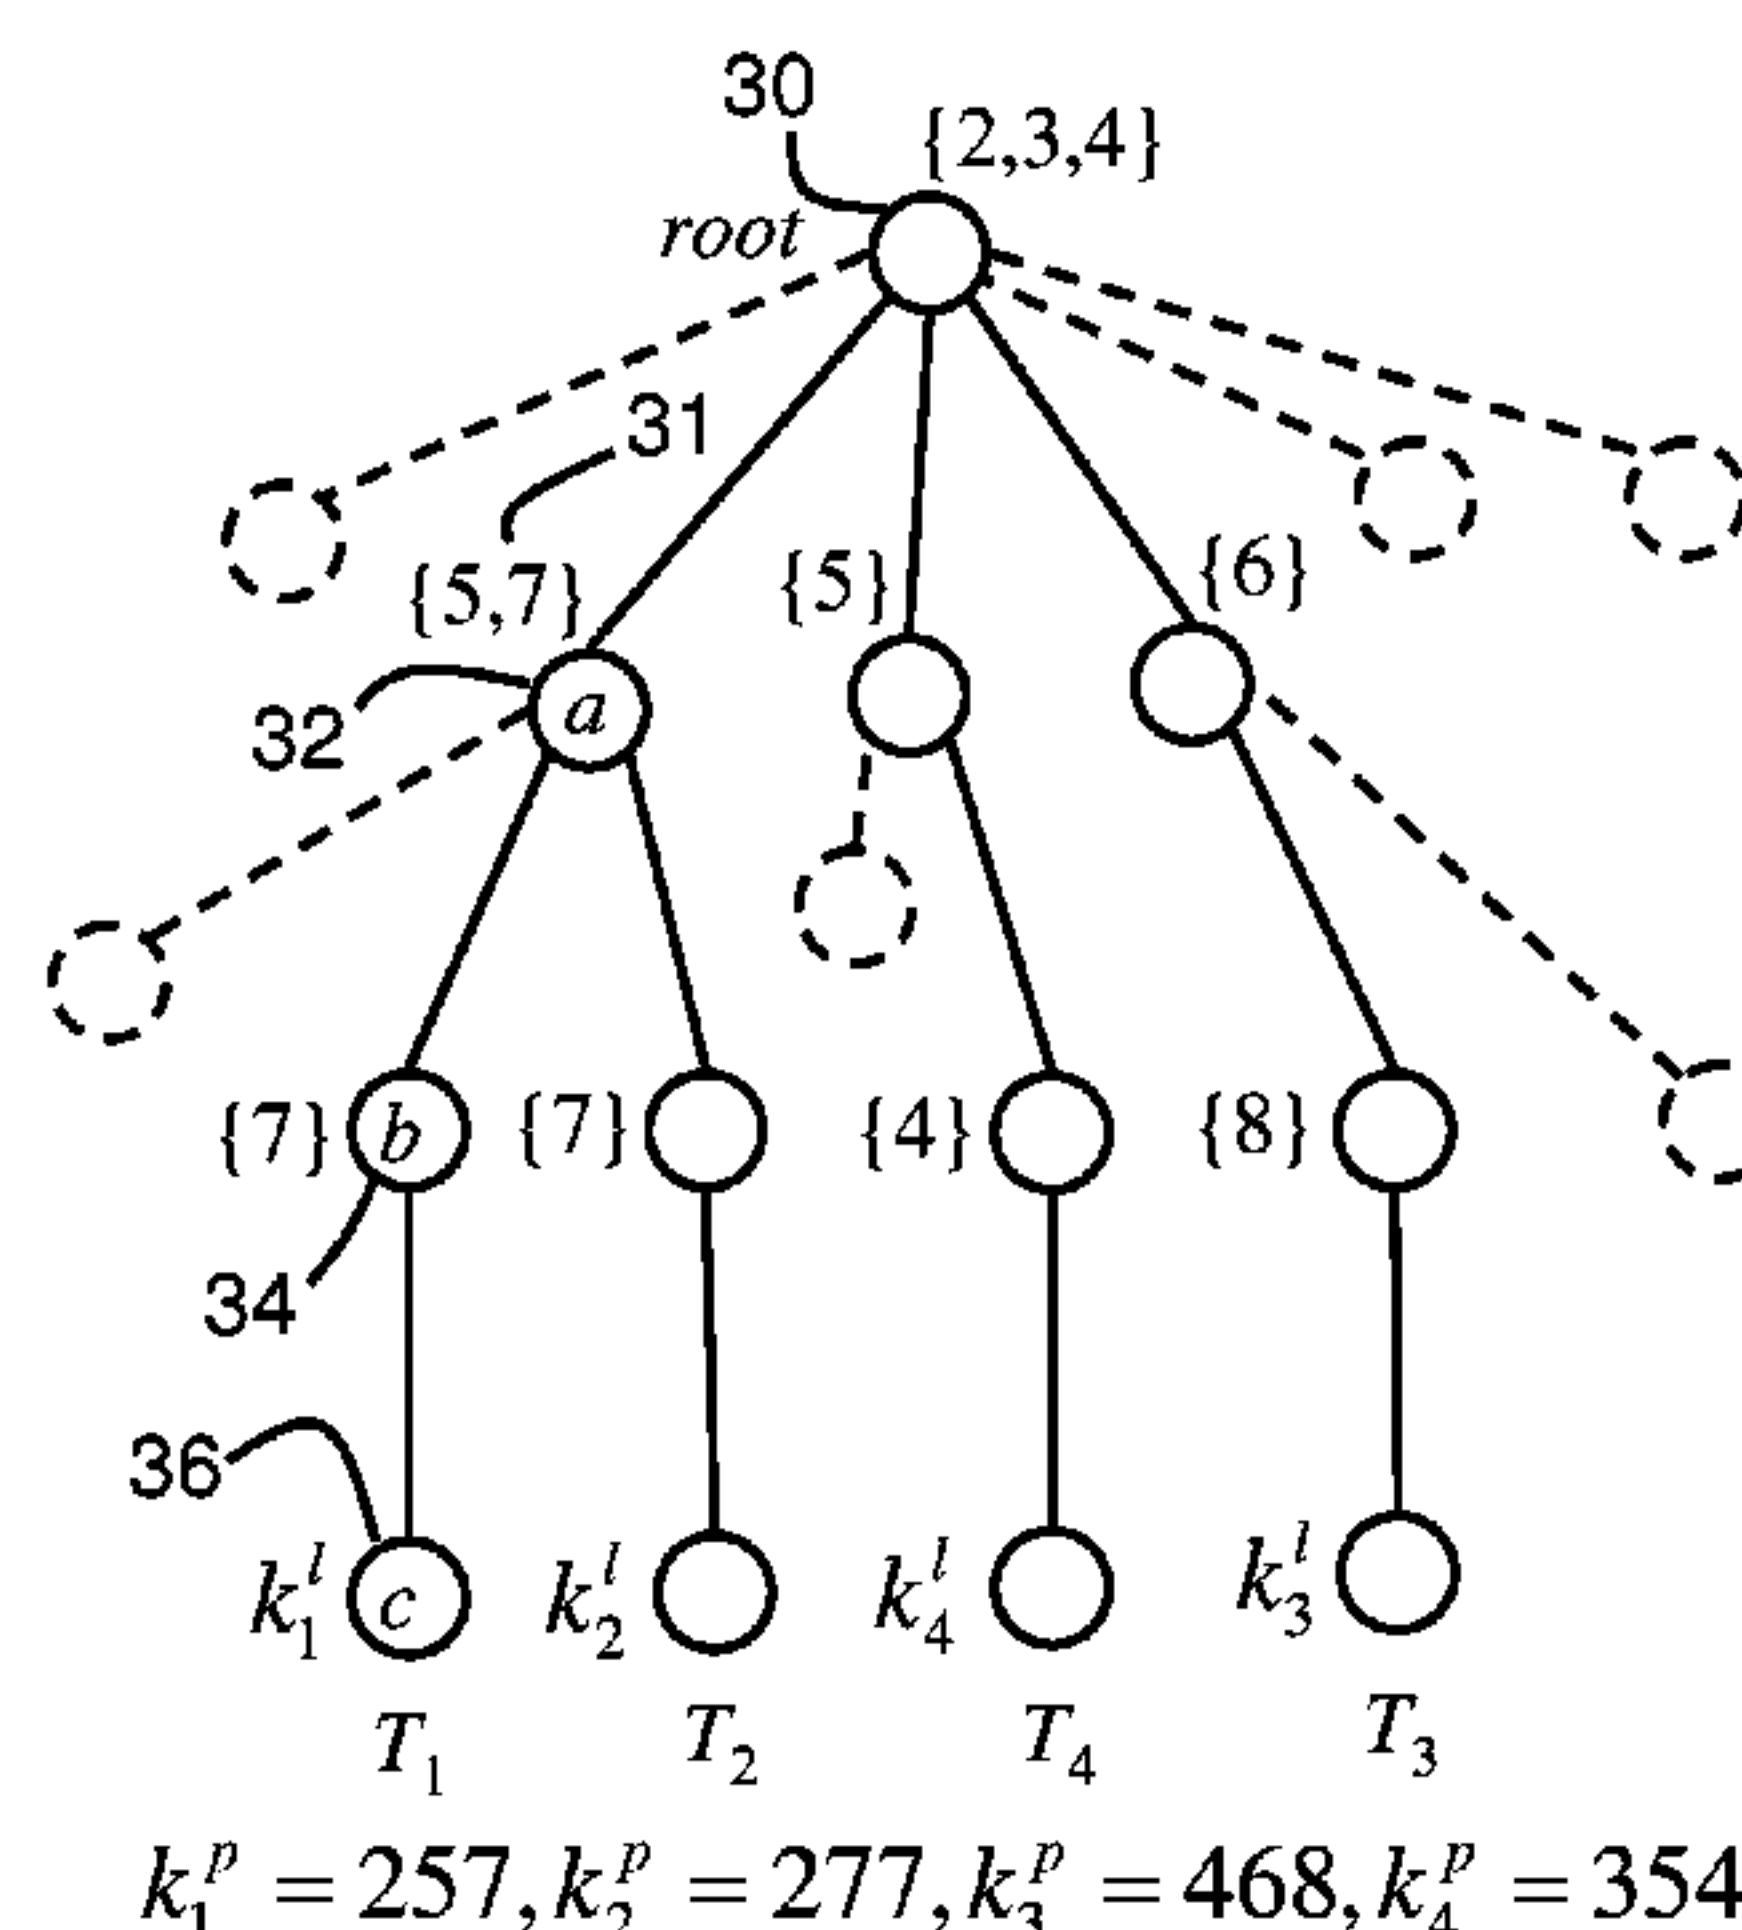 30
{2,3,4}
root
31
{5,7}
{5}
{6}
32
a
{7}
b
{7}
{4}
{8}
34
36
k_1^l
c
k_2^l
k_4^l
k_3^l
T_1
T_2
T_4
T_3
k_1^p = 257, k_2^p = 277, k_3^p = 468, k_4^p = 354